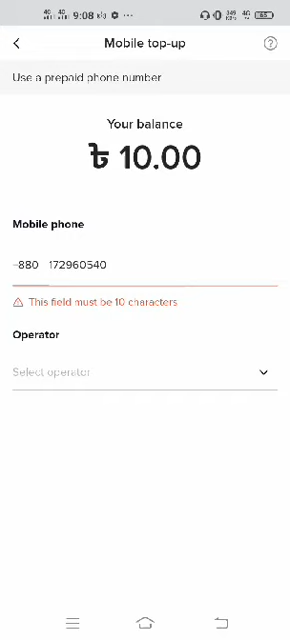 9:08
Mobile top-up
Use a prepaid phone number
Your balance
৳ 10.00
Mobile phone
-880 172960540
This field must be 10 characters
Operator
Select operator